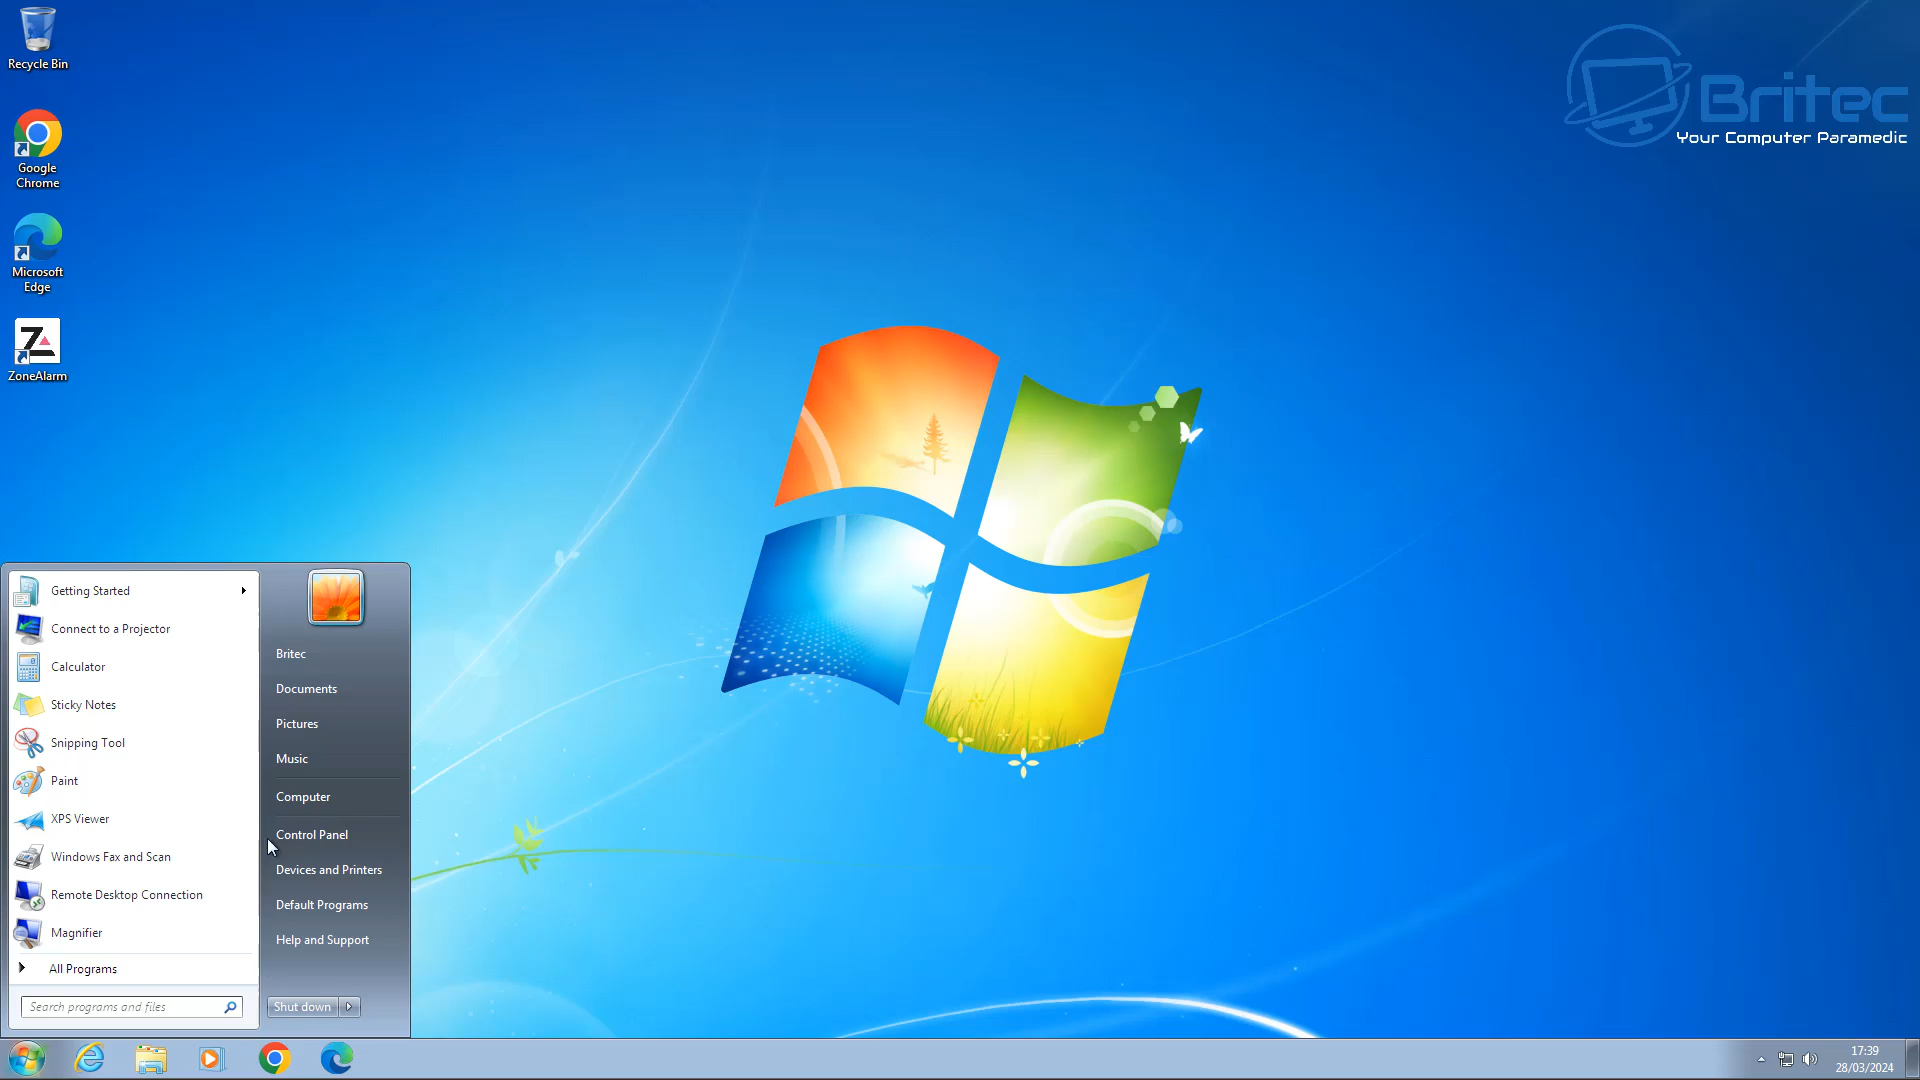 Recycle Bin
Google
Chrome
Microsoft
Edge
ZoneAlarm
Britec
Your Computer Paramedic
Getting Started
Connect to a Projector
Calculator
Sticky Notes
Snipping Tool
Paint
XPS Viewer
Windows Fax and Scan
Remote Desktop Connection
Magnifier
All Programs
Search programs and files
Britec
Documents
Pictures
Music
Computer
Control Panel
Devices and Printers
Default Programs
Help and Support
Shut down
17:39
28/03/2024